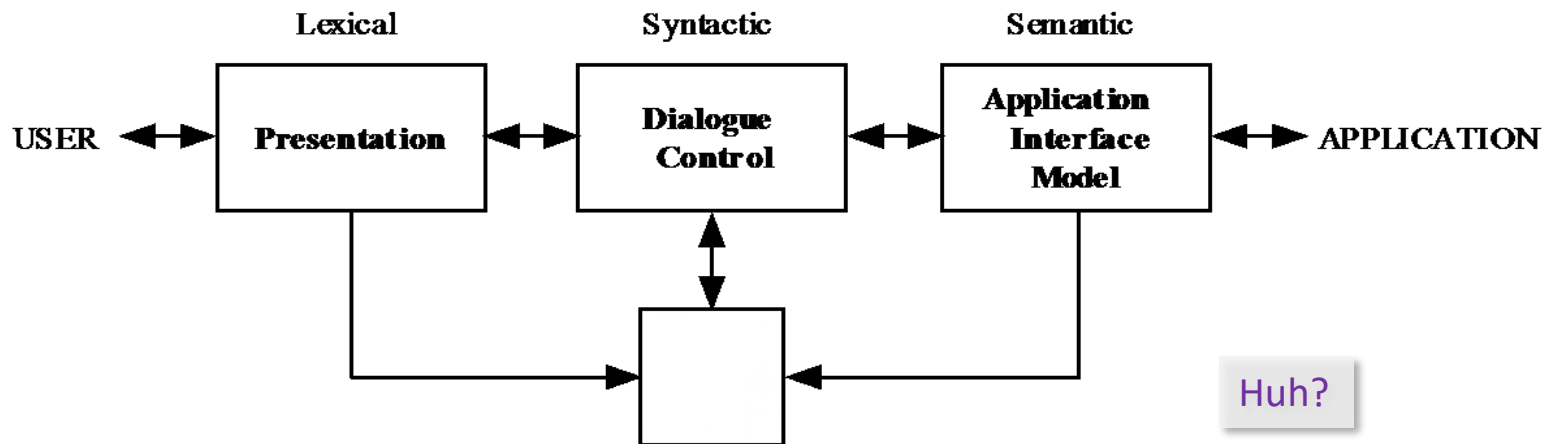 Lexical Syntactic Semantic
USER Presentation Dialogue Control Application Interface Model APPLICATION
Huh?